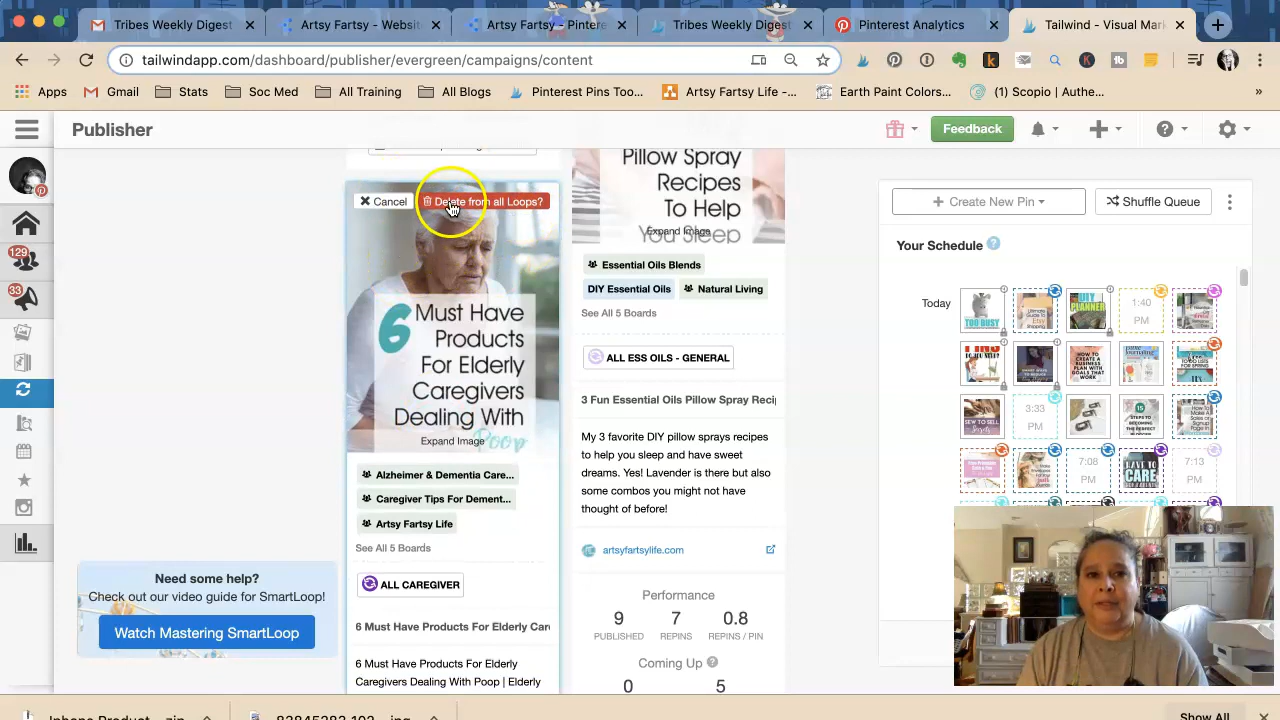 Tribes Weekly Digest
Artsy Fartsy - Websit
Artsy Fartsy - Pintere
Tribes Weekly Digest
Pinterest Analytics
Tailwind - Visual Mar
tailwindapp.com/dashboard/publisher/evergreen/campaigns/content
Apps
Gmail
Stats
Soc Med
All Training
All Blogs
Pinterest Pins Too...
Artsy Fartsy Life -...
Earth Paint Colors...
(1) Scopio | Authe...
»
Publisher
Feedback
129
33
Cancel
Delete from all Loops?
6 Must Have
Products
For Elderly
Caregivers
Dealing With
Poop
Expand Image
Alzheimer & Dementia Care...
Caregiver Tips For Dement...
Artsy Fartsy Life
See All 5 Boards
ALL CAREGIVER
6 Must Have Products For Elderly Car
6 Must Have Products For Elderly
Caregivers Dealing With Poop | Elderly
Pillow Spray
Recipes
To Help
You Sleep
Expand Image
Essential Oils Blends
DIY Essential Oils
Natural Living
See All 5 Boards
ALL ESS OILS - GENERAL
3 Fun Essential Oils Pillow Spray Reci
My 3 favorite DIY pillow sprays recipes
to help you sleep and have sweet
dreams. Yes! Lavender is there but also
some combos you might not have
thought of before!
artsyfartsylife.com
Performance
9 7 0.8
PUBLISHED REPINS REPINS / PIN
Coming Up
0 5
Create New Pin
Shuffle Queue
Your Schedule
Today
TOO BUSY
DIY
PLANNER
1:40
PM
3:33
PM
7:08
PM
7:13
PM
Need some help?
Check out our video guide for SmartLoop!
Watch Mastering SmartLoop
Show All